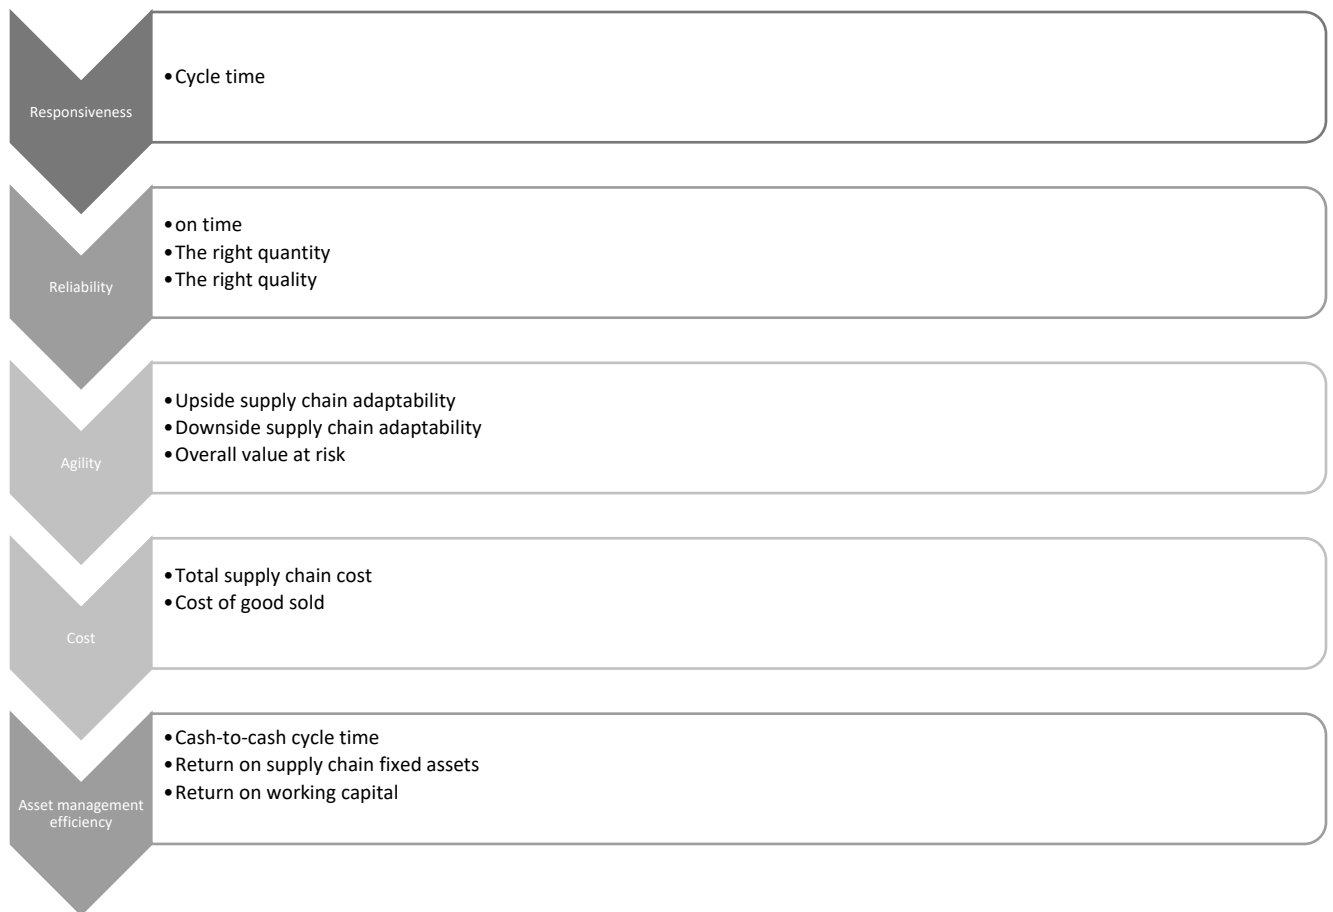 Responsiveness
•Cycle time
Reliability
•on time
•The right quantity
•The right quality
Agility
•Upside supply chain adaptability
•Downside supply chain adaptability
•Overall value at risk
Cost
•Total supply chain cost
•Cost of good sold
Asset management
efficiency
•Cash-to-cash cycle time
•Return on supply chain fixed assets
•Return on working capital